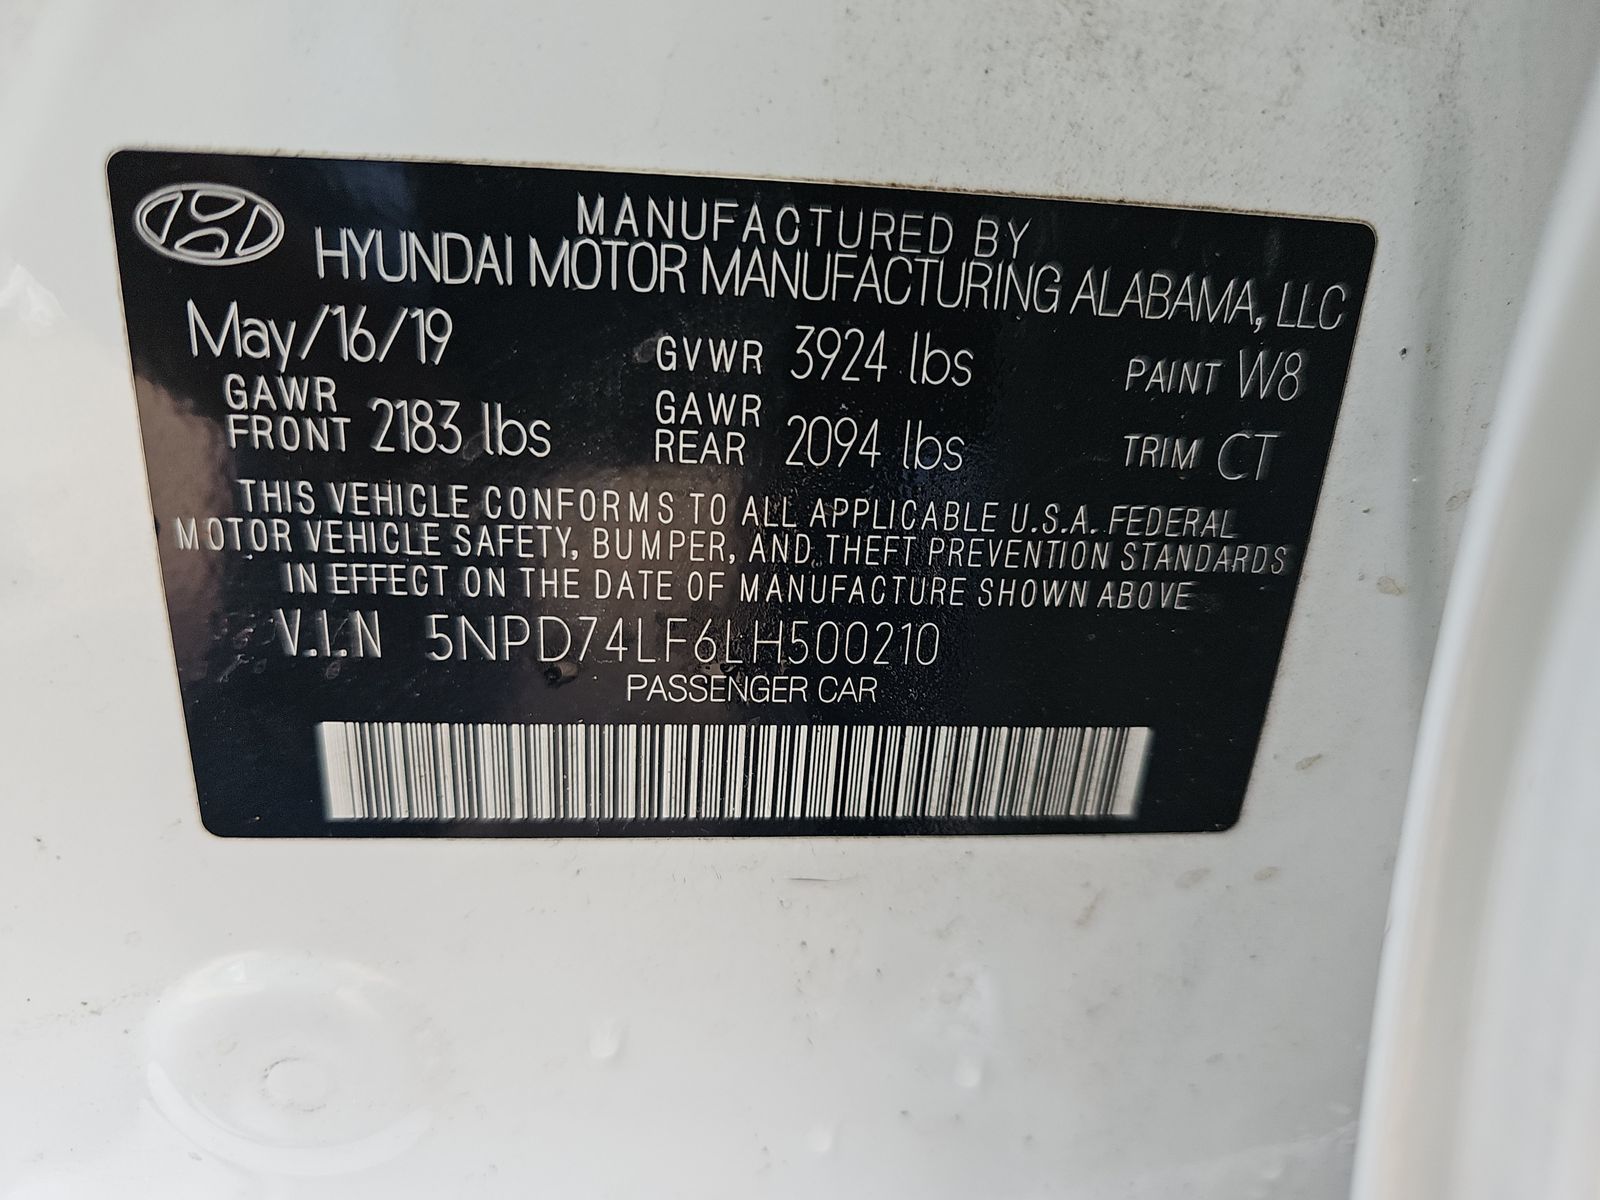 MANUFACTURED BY
HYUNDAI MOTOR MANUFACTURING ALABAMA, LLC
May/16/19 GVWR 3924 lbs PAINT W8
GAWR FRONT 2183 lbs GAWR REAR 2094 lbs TRIM CT
THIS VEHICLE CONFORMS TO ALL APPLICABLE U.S.A. FEDERAL
MOTOR VEHICLE SAFETY, BUMPER, AND THEFT PREVENTION STANDARDS
IN EFFECT ON THE DATE OF MANUFACTURE SHOWN ABOVE
V.I.N 5NPD74LF6LH500210
PASSENGER CAR